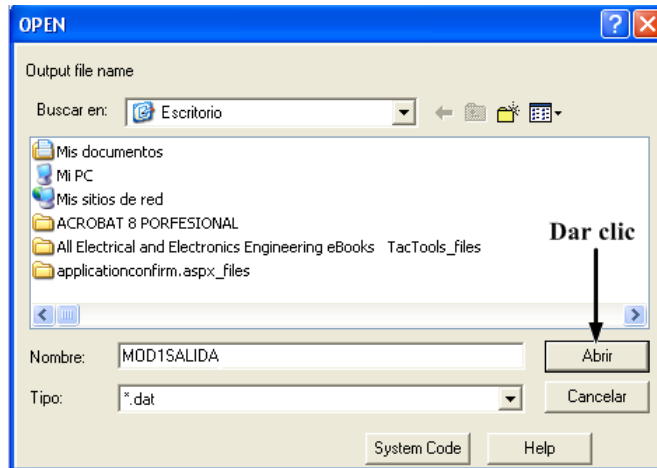 OPEN
Output file name
Buscar en: Escritorio
Mis documentos
Mi PC
Mis sitios de red
ACROBAT 8 PORFESIONAL
All Electrical and Electronics Engineering eBooks TacTools_files
applicationconfirm.aspx_files
Dar clic
Nombre: MOD1SALIDA Abrir
Tipo: *.dat Cancelar
System Code Help